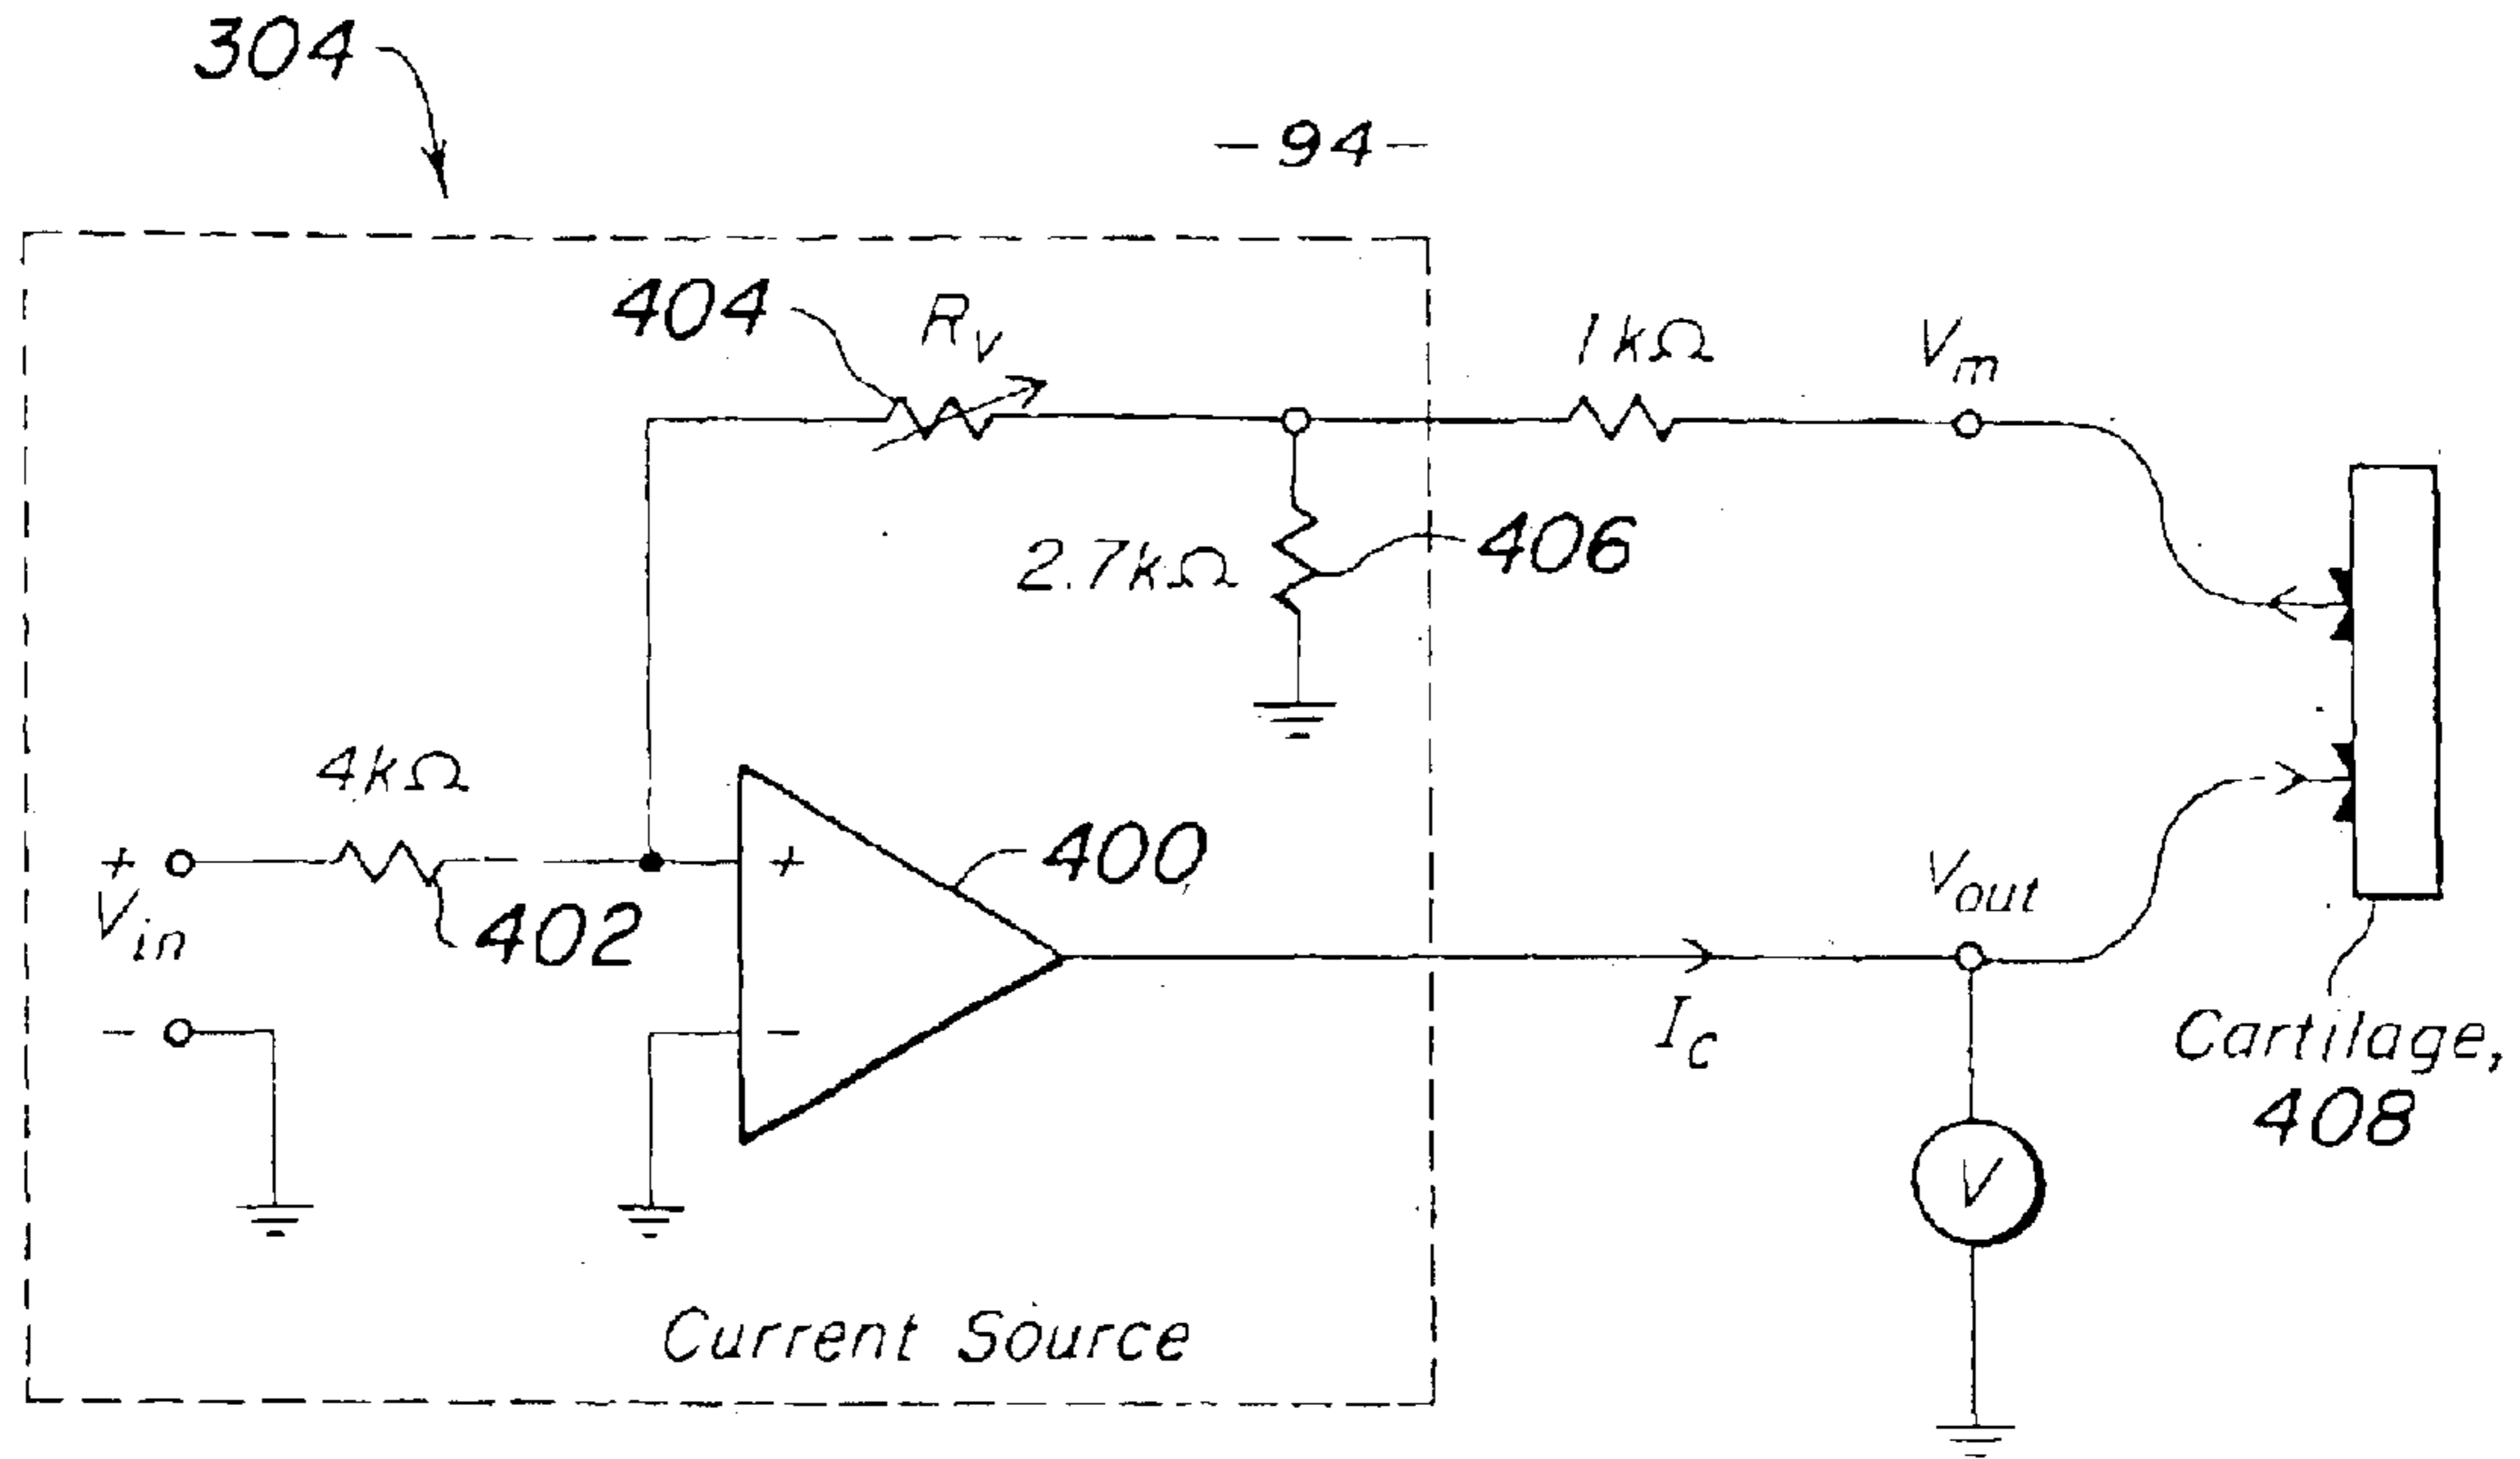 304
- 94 -
404
R_V
1kΩ
V_m
2.7kΩ
406
4kΩ
+
+
400
V_in
402
V_out
-
-
I_C
Cartilage,
408
V
Current Source